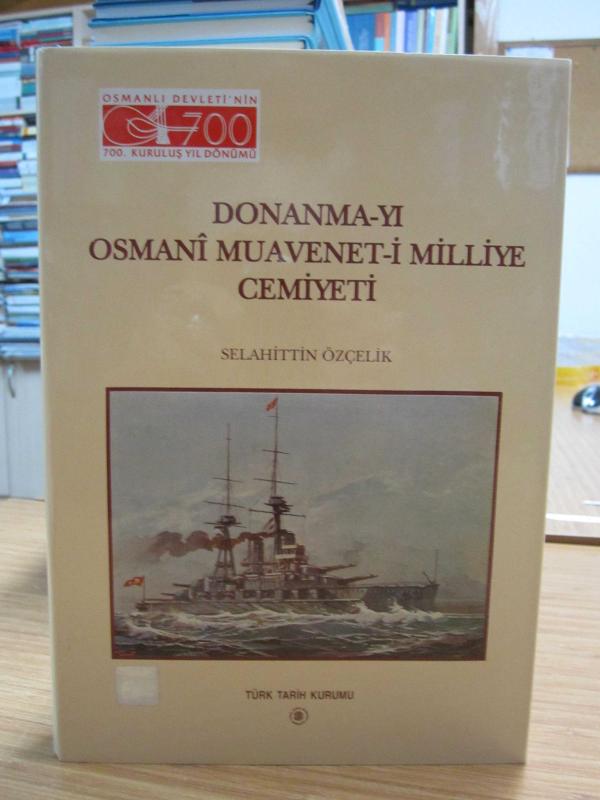 OSMANLI DEVLETİ'NİN
700
700. KURULUŞ YIL DÖNÜMÜ
DONANMA-YI
OSMANÎ MUAVENET-İ MİLLİYE
CEMİYETİ
SELAHİTTİN ÖZÇELİK
TÜRK TARİH KURUMU